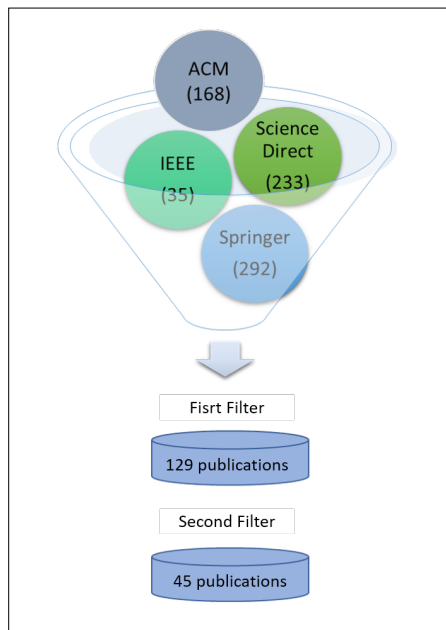 ACM
(168)
Science
Direct
(233)
IEEE
(35)
Springer
(292)
Fisrt Filter
129 publications
Second Filter
45 publications